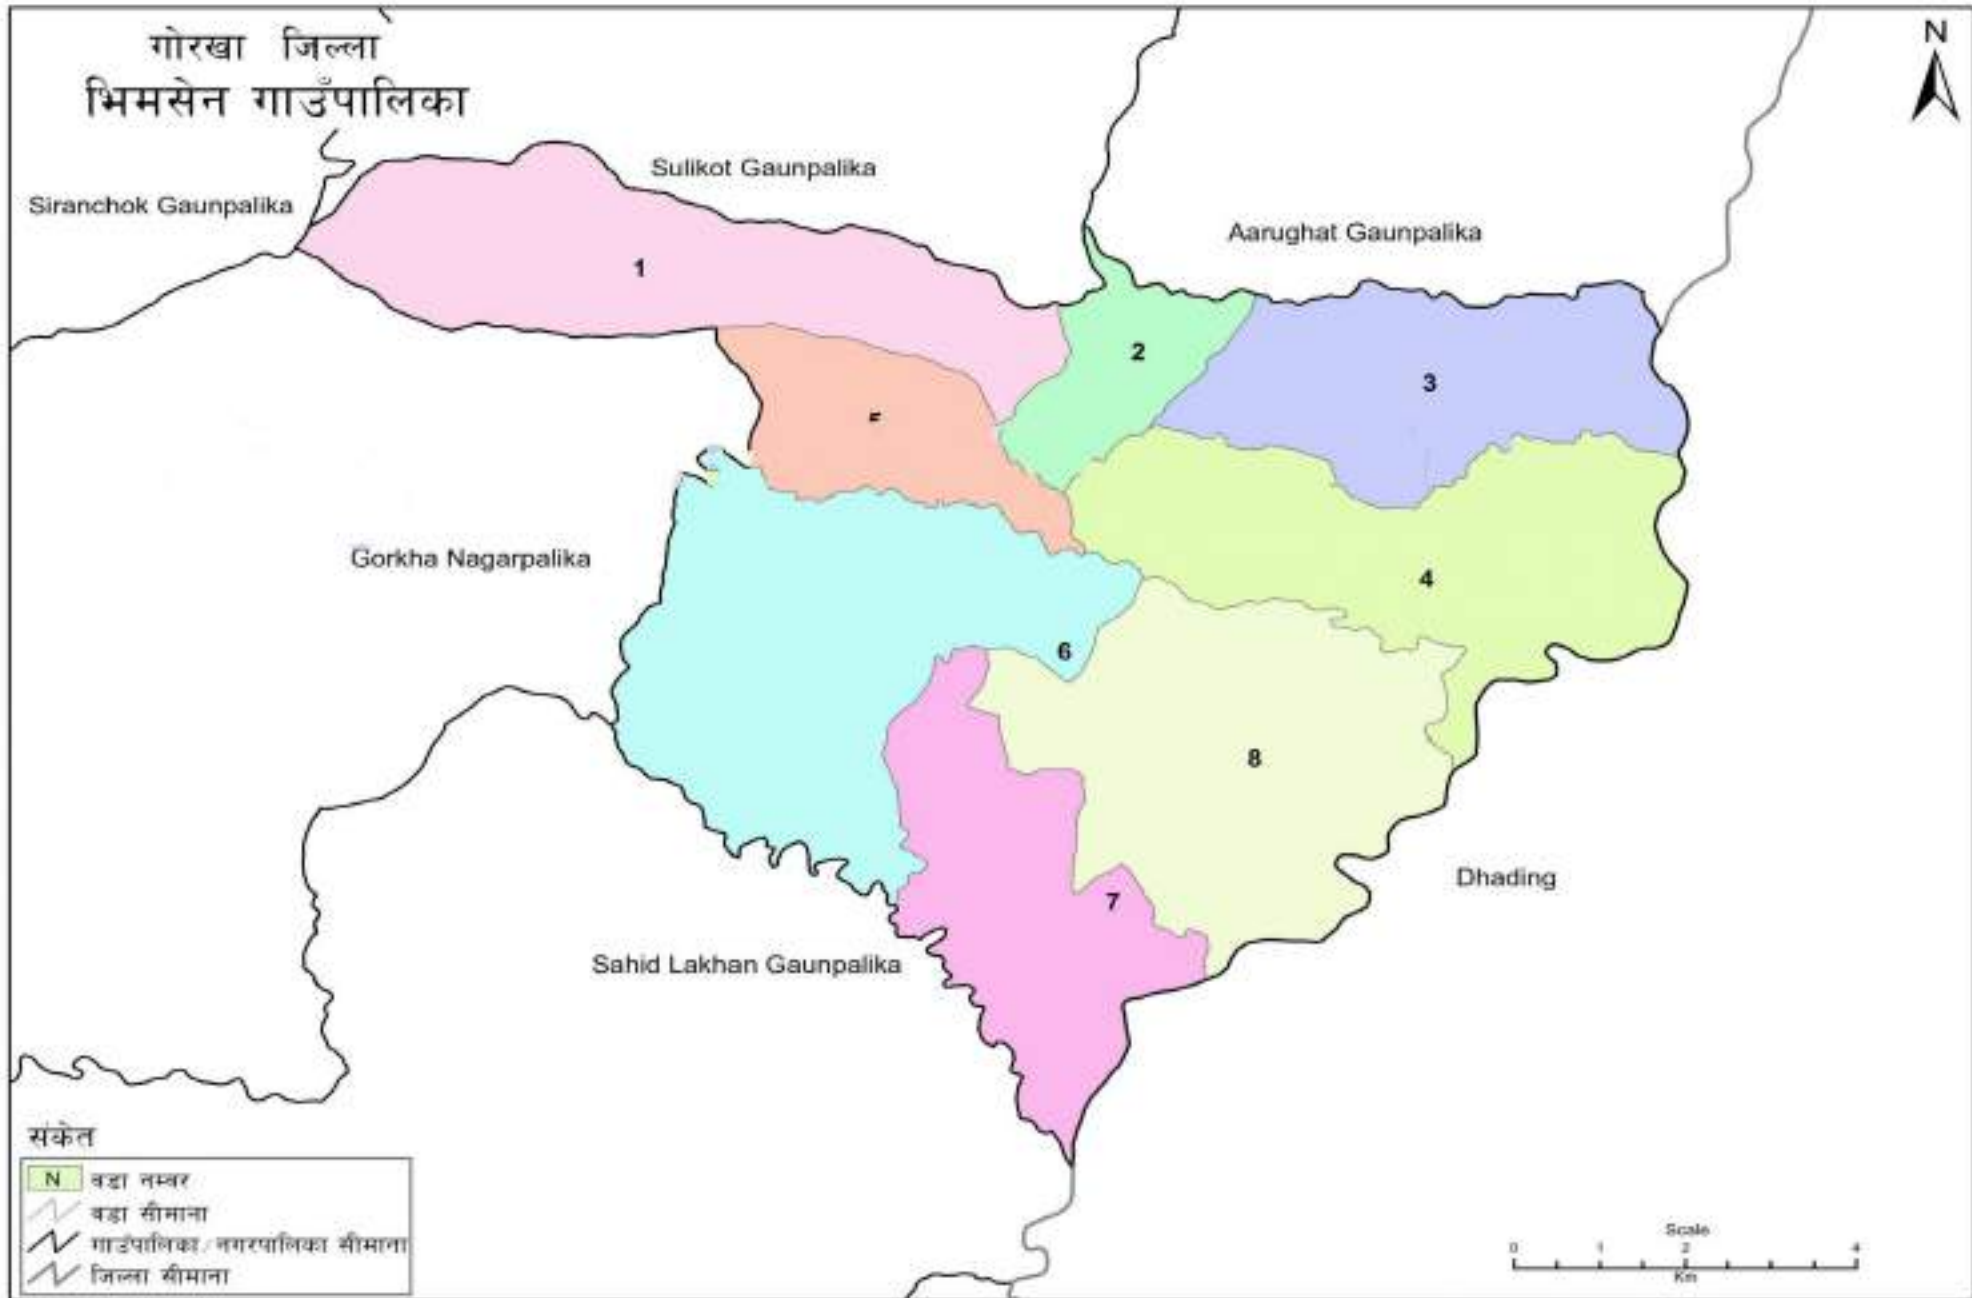 गोरखा जिल्ला
भिमसेन गाउँपालिका
N
Sulikot Gaunpalika
Siranchok Gaunpalika
Aarughat Gaunpalika
1
2
3
Gorkha Nagarpalika
4
6
8
Dhading
7
Sahid Lakhan Gaunpalika
संकेत
N वडा नम्वर
वडा सीमाना
गाउँपालिका/नगरपालिका सीमाना
जिल्ला सीमाना
Scale
0 1 2 4
Km